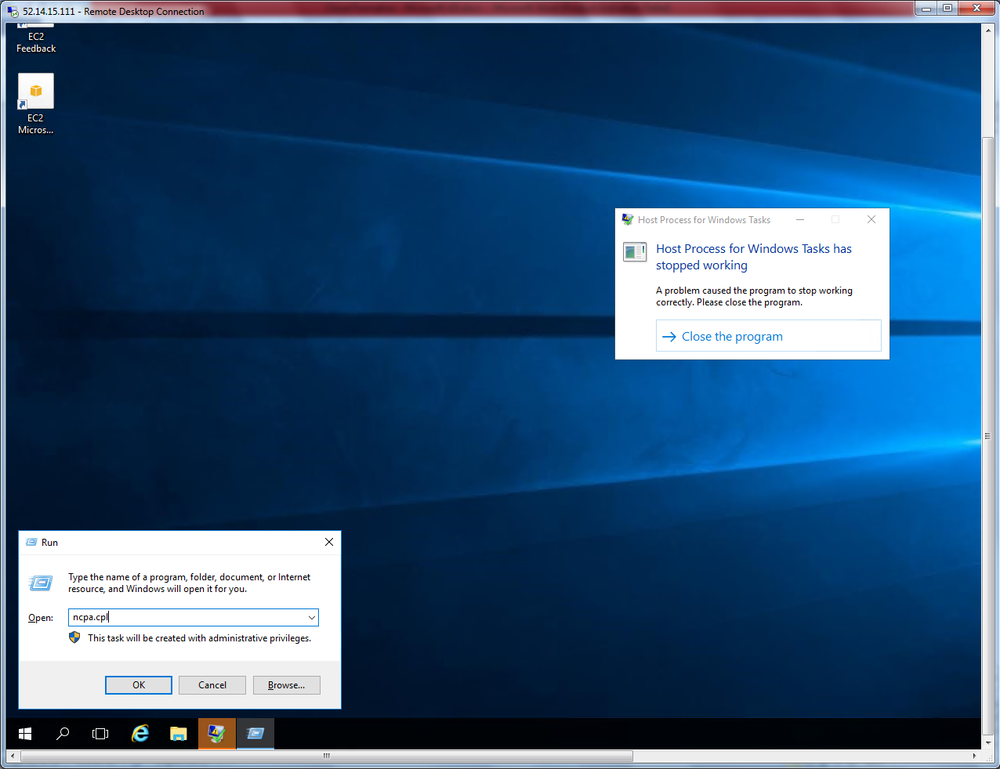 52.14.15.111 - Remote Desktop Connection
EC2
Feedback
EC2
Micros...
Host Process for Windows Tasks
Host Process for Windows Tasks has
stopped working
A problem caused the program to stop working
correctly. Please close the program.
Close the program
Run
Type the name of a program, folder, document, or Internet
resource, and Windows will open it for you.
Open: ncpa.cpl
This task will be created with administrative privileges.
OK Cancel Browse...